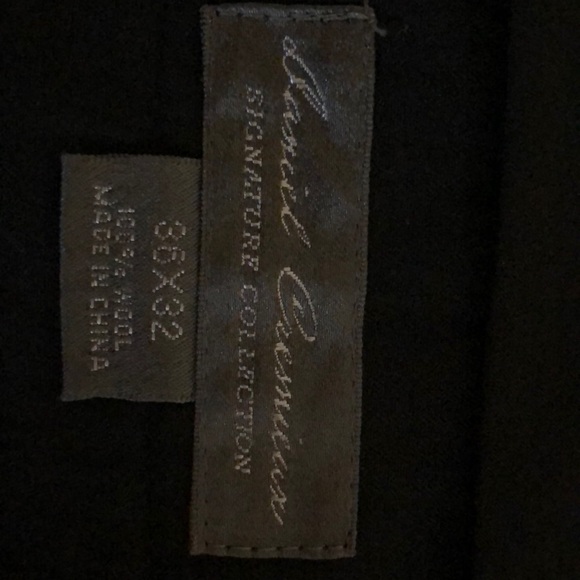 Daniel Cremieux
SIGNATURE COLLECTION
36X32
100% WOOL
MADE IN CHINA